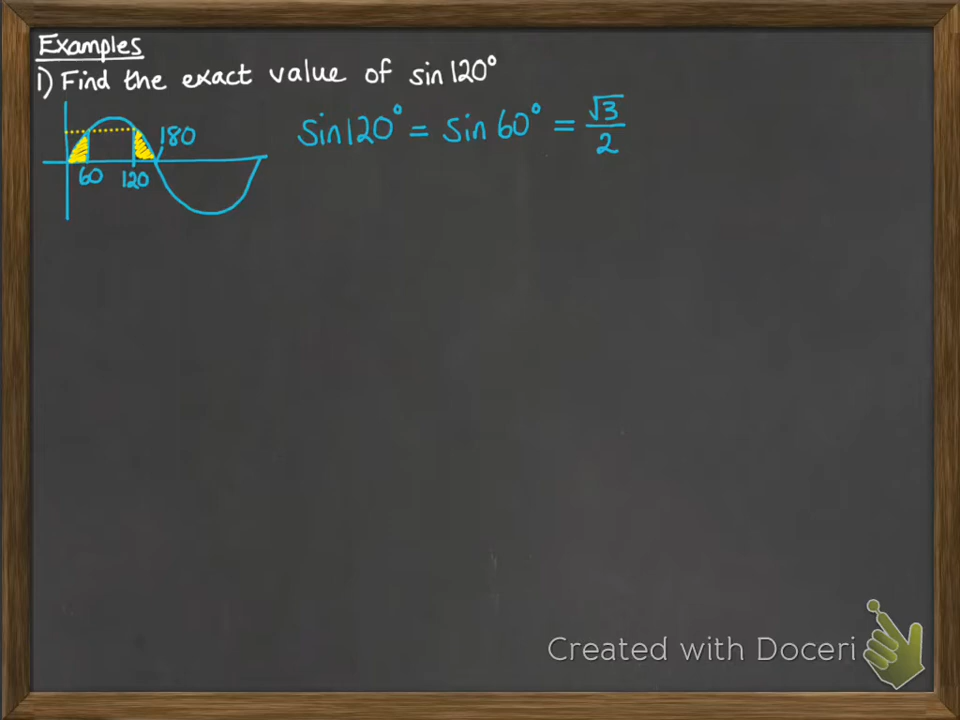 Examples
1) Find the exact value of sin 120°
180
60 120
sin 120° = sin 60° = √3/2
Created with Doceri